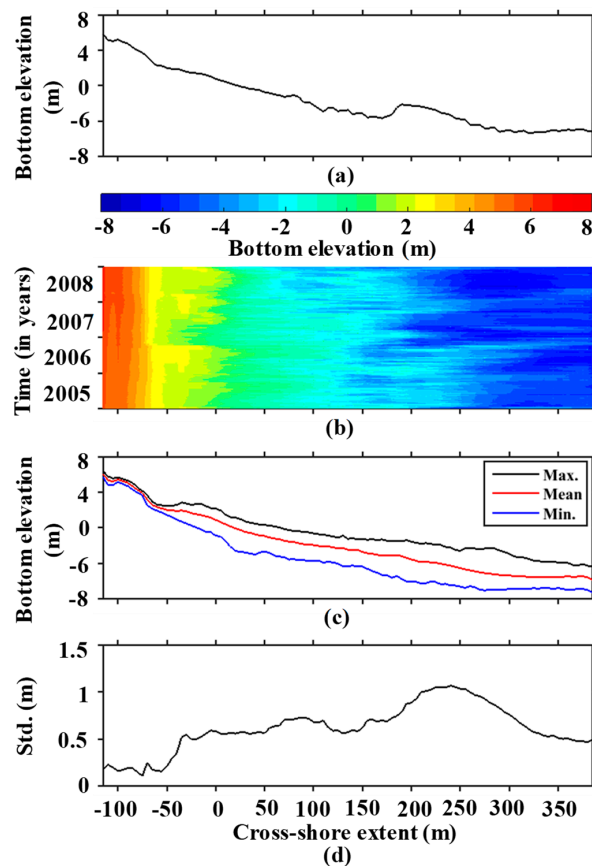 8
4
0
-6
-8
Bottom elevation
(m)
(a)
-8 -6 -4 -2 0 2 4 6 8
Bottom elevation (m)
2008
2007
2006
2005
Time (in years)
(b)
8
4
0
-6
-8
Bottom elevation
(m)
Max.
Mean
Min.
(c)
1.5
1
0.5
0
Std. (m)
-100 -50 0 50 100 150 200 250 300 350
Cross-shore extent (m)
(d)